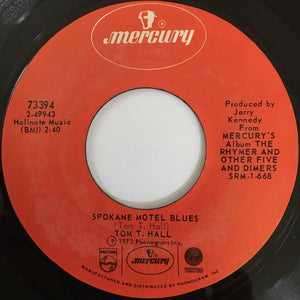 mercury
73394
2-49943
Hallnote Music
(BMI) 2:40
Produced by
Jerry
Kennedy
From
MERCURY'S
Album THE
RHYMER AND
OTHER FIVE
AND DIMERS
SRM-1-668
SPOKANE MOTEL BLUES
(Tom T. Hall)
TOM T. HALL
℗ 1973 Phonogram Inc.
PHILIPS
mercury
MANUFACTURED AND DISTRIBUTED BY PHONOGRAM, INC.